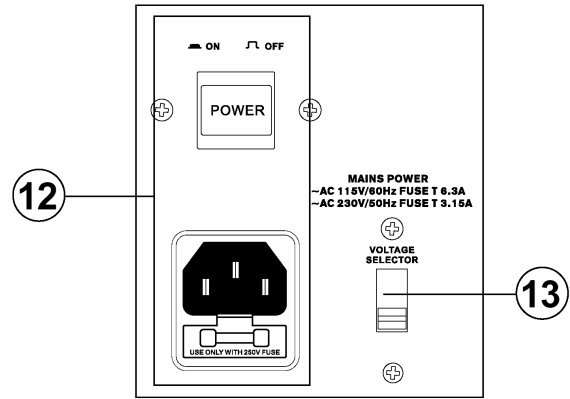 ON OFF
POWER
12
MAINS POWER
~AC 115V/60Hz FUSE T 6.3A
~AC 230V/50Hz FUSE T 3.15A
VOLTAGE
SELECTOR
13
USE ONLY WITH 250V FUSE